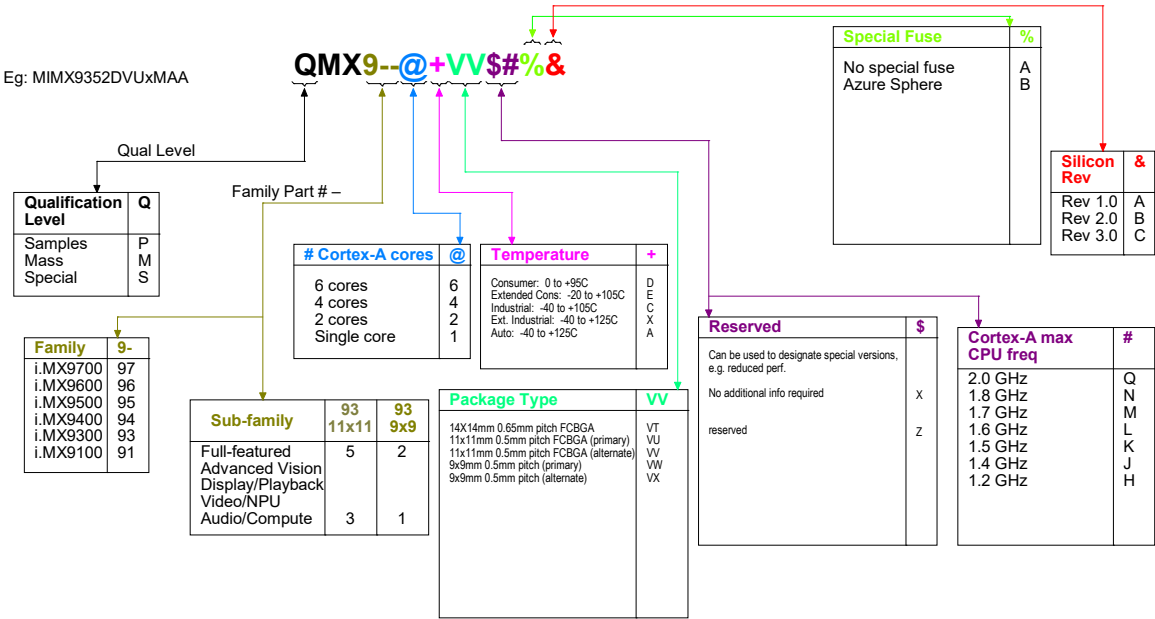 Eg: MIMX9352DVUxMAA
QMX9--@+VV$#%&
Qual Level
Family Part # –
Qualification Level Q
Samples P
Mass M
Special S
Family 9-
i.MX9700 97
i.MX9600 96
i.MX9500 95
i.MX9400 94
i.MX9300 93
i.MX9100 91
Sub-family 93 11x11 93 9x9
Full-featured 5 2
Advanced Vision
Display/Playback
Video/NPU
Audio/Compute 3 1
# Cortex-A cores @
6 cores 6
4 cores 4
2 cores 2
Single core 1
Temperature +
Consumer: 0 to +95C D
Extended Cons: -20 to +105C E
Industrial: -40 to +105C C
Ext. Industrial: -40 to +125C X
Auto: -40 to +125C A
Package Type VV
14X14mm 0.65mm pitch FCBGA VT
11x11mm 0.5mm pitch FCBGA (primary) VU
11x11mm 0.5mm pitch FCBGA (alternate) VV
9x9mm 0.5mm pitch (primary) VW
9x9mm 0.5mm pitch (alternate) VX
Reserved $
Can be used to designate special versions,
e.g. reduced perf.
No additional info required X
reserved Z
Cortex-A max CPU freq #
2.0 GHz Q
1.8 GHz N
1.7 GHz M
1.6 GHz L
1.5 GHz K
1.4 GHz J
1.2 GHz H
Special Fuse %
No special fuse A
Azure Sphere B
Silicon Rev &
Rev 1.0 A
Rev 2.0 B
Rev 3.0 C